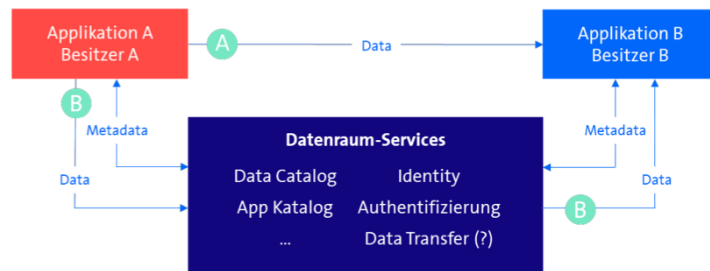 Applikation A
Besitzer A
A
Data
Applikation B
Besitzer B
B
Metadata
Data
Datenraum-Services
Data Catalog
Identity
App Katalog
Authentifizierung
...
Data Transfer (?)
Metadata
Data
B